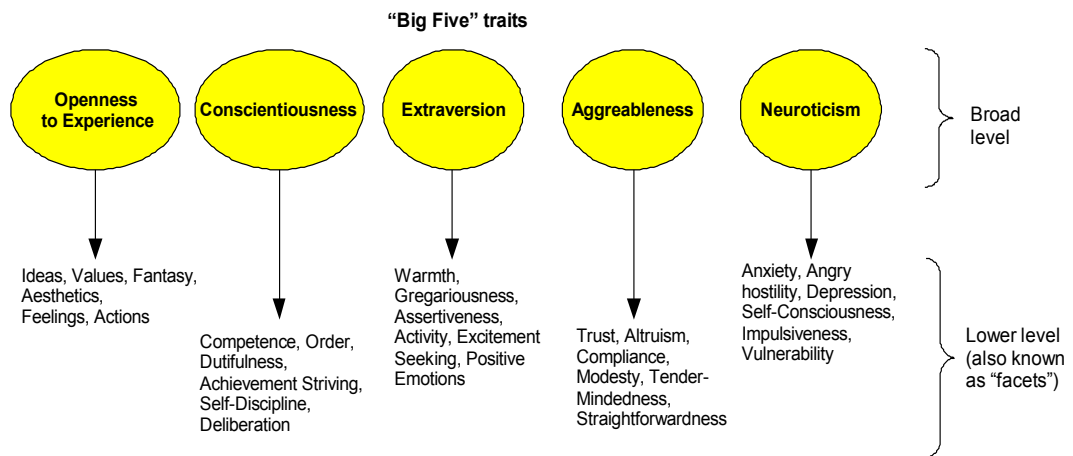 “Big Five” traits
Openness
to Experience
Conscientiousness
Extraversion
Aggreableness
Neuroticism
Broad
level
Ideas, Values, Fantasy,
Aesthetics,
Feelings, Actions
Competence, Order,
Dutifulness,
Achievement Striving,
Self-Discipline,
Deliberation
Warmth,
Gregariousness,
Assertiveness,
Activity, Excitement
Seeking, Positive
Emotions
Trust, Altruism,
Compliance,
Modesty, Tender-
Mindedness,
Straightforwardness
Anxiety, Angry
hostility, Depression,
Self-Consciousness,
Impulsiveness,
Vulnerability
Lower level
(also known
as “facets”)